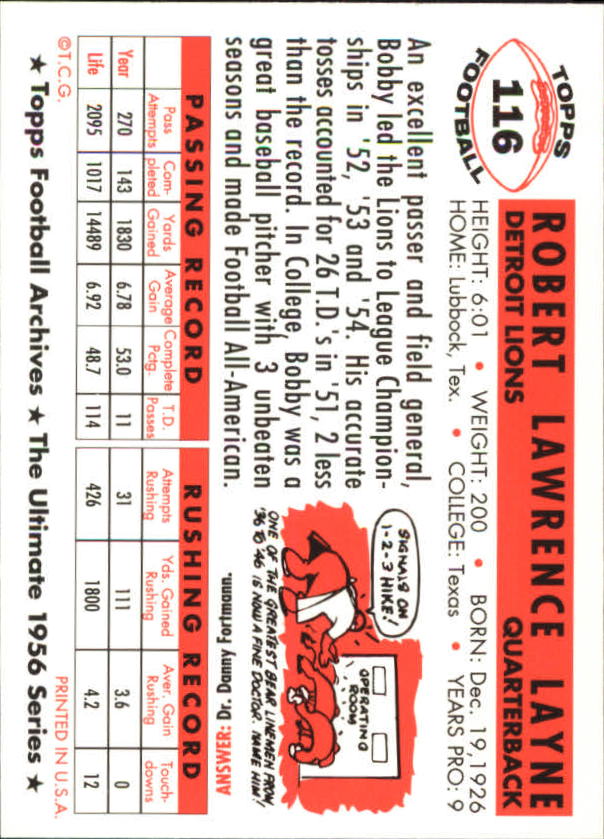 TOPPS
116
FOOTBALL
ROBERT LAWRENCE LAYNE
DETROIT LIONS QUARTERBACK
HEIGHT: 6:01 • WEIGHT: 200 • BORN: Dec. 19, 1926
HOME: Lubbock, Tex. • COLLEGE: Texas • YEARS PRO: 9
An excellent passer and field general,
Bobby led the Lions to League Champion-
ships in '52, '53 and '54. His accurate
tosses accounted for 26 T.D.'s in '51, 2 less
than the record. In College, Bobby was a
great baseball pitcher with 3 unbeaten
seasons and made Football All-American.
SIGNALS ON
1-2-3 HIKE!
OPERATING
ROOM
ONE OF THE GREATEST BEAR LINEMEN FROM
'36 TO '46 IS NOW A FINE DOCTOR. NAME HIM!
ANSWER: Dr. Danny Fortmann.
PASSING RECORD
Pass Attempts Com-pleted Yards Gained Average Gain Complete Pctg. T.D. Passes
Year 270 143 1830 6.78 53.0 11
Life 2095 1017 14489 6.92 48.7 114
RUSHING RECORD
Attempts Rushing Yds. Gained Rushing Aver. Gain Rushing Touch-downs
31 111 3.6 0
426 1800 4.2 12
©T.C.G. PRINTED IN U.S.A.
★ Topps Football Archives ★ The Ultimate 1956 Series ★